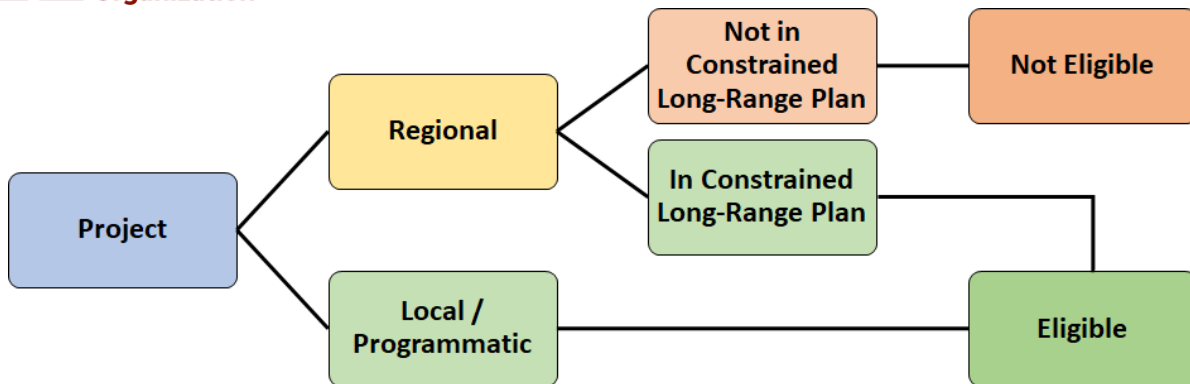 Not in
Constrained
Long-Range Plan
Not Eligible
Regional
In Constrained
Long-Range Plan
Project
Local /
Programmatic
Eligible